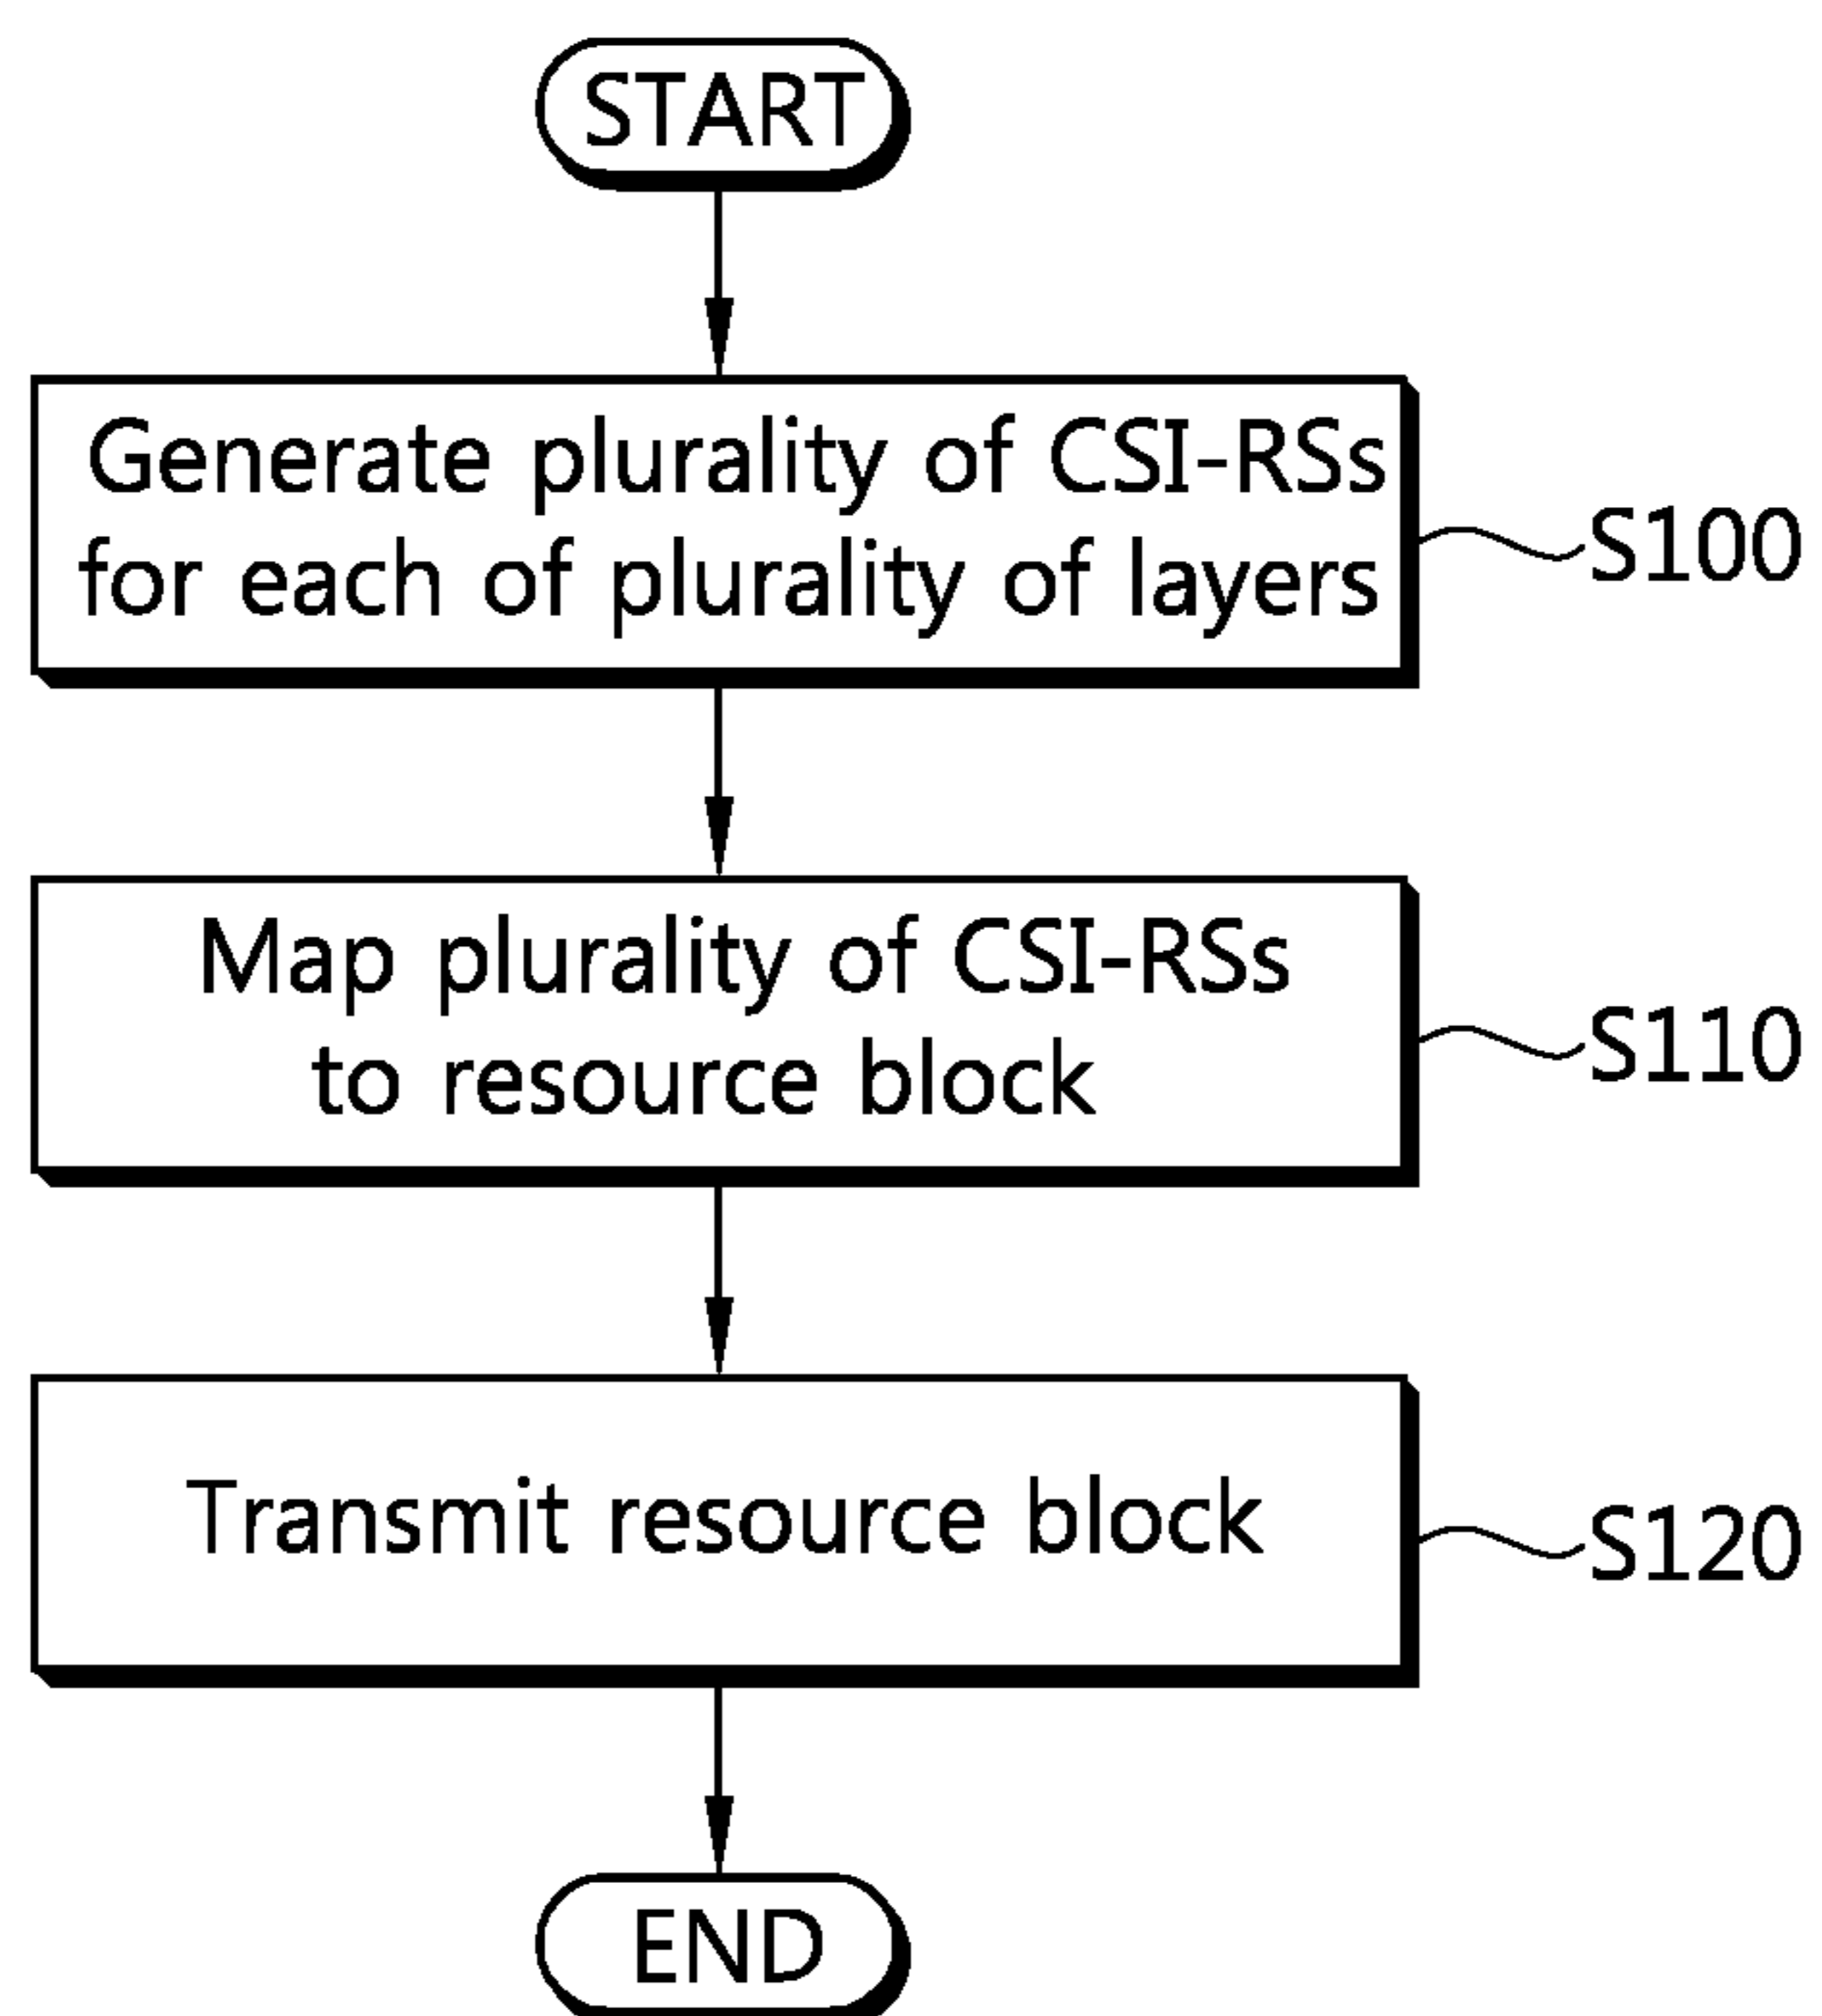 START
Generate plurality of CSI-RSs
for each of plurality of layers
S100
Map plurality of CSI-RSs
to resource block
S110
Transmit resource block
S120
END